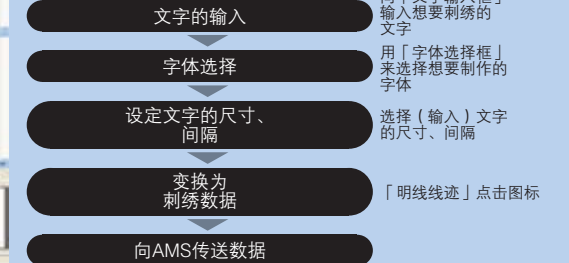 文字的输入
输入想要刺绣的
文字
字体选择
用「字体选择框」
来选择想要制作的
字体
设定文字的尺寸、
间隔
选择(输入)文字
的尺寸、间隔
变换为
刺绣数据
「明线线迹」点击图标
向AMS传送数据